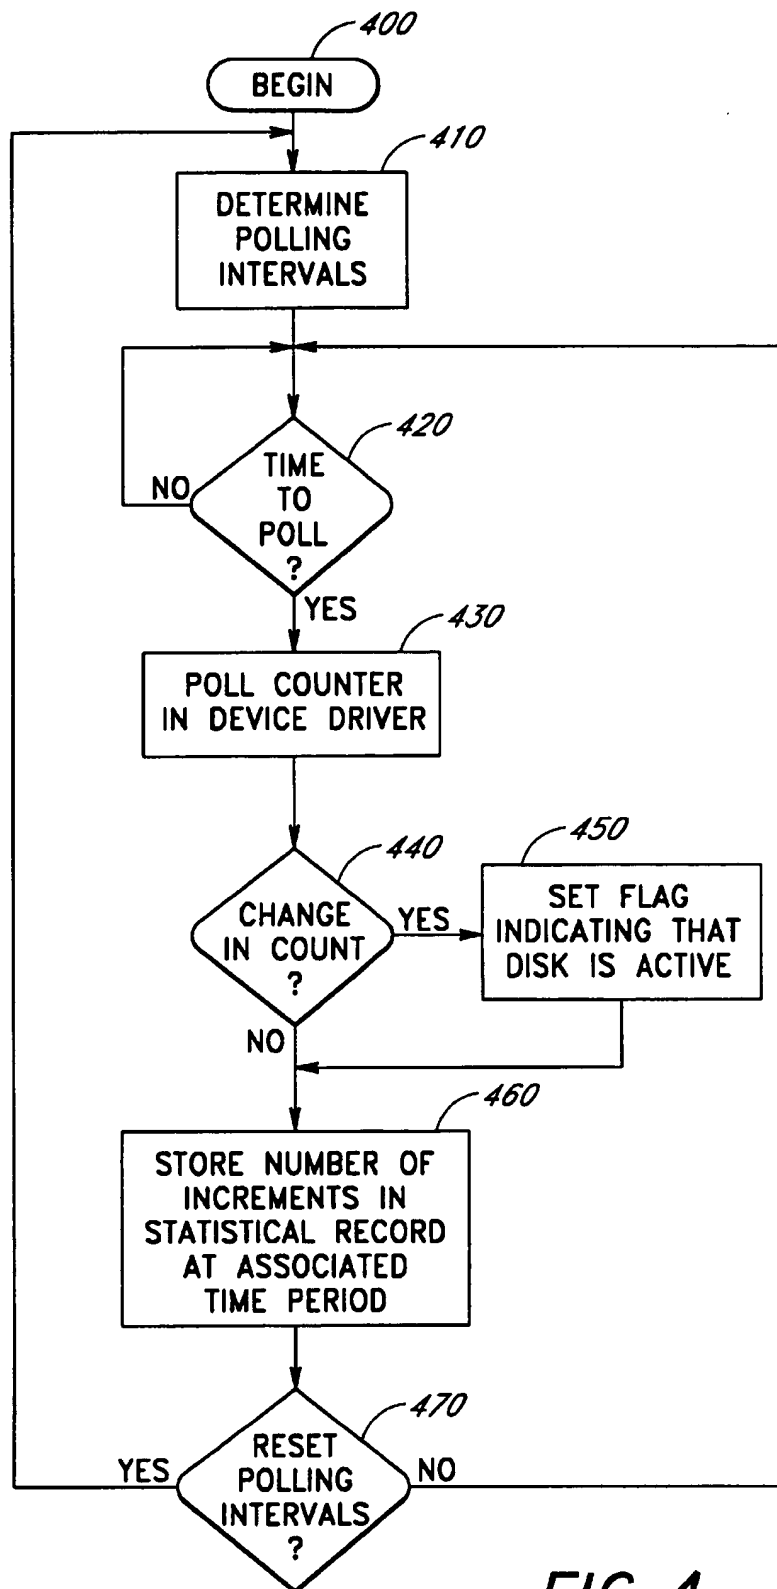 400
BEGIN
410
DETERMINE
POLLING
INTERVALS
420
TIME
TO
POLL
?
NO
YES
430
POLL COUNTER
IN DEVICE DRIVER
440
CHANGE
IN COUNT
?
YES
NO
450
SET FLAG
INDICATING THAT
DISK IS ACTIVE
460
STORE NUMBER OF
INCREMENTS IN
STATISTICAL RECORD
AT ASSOCIATED
TIME PERIOD
470
RESET
POLLING
INTERVALS
?
YES
NO
FIG. 4